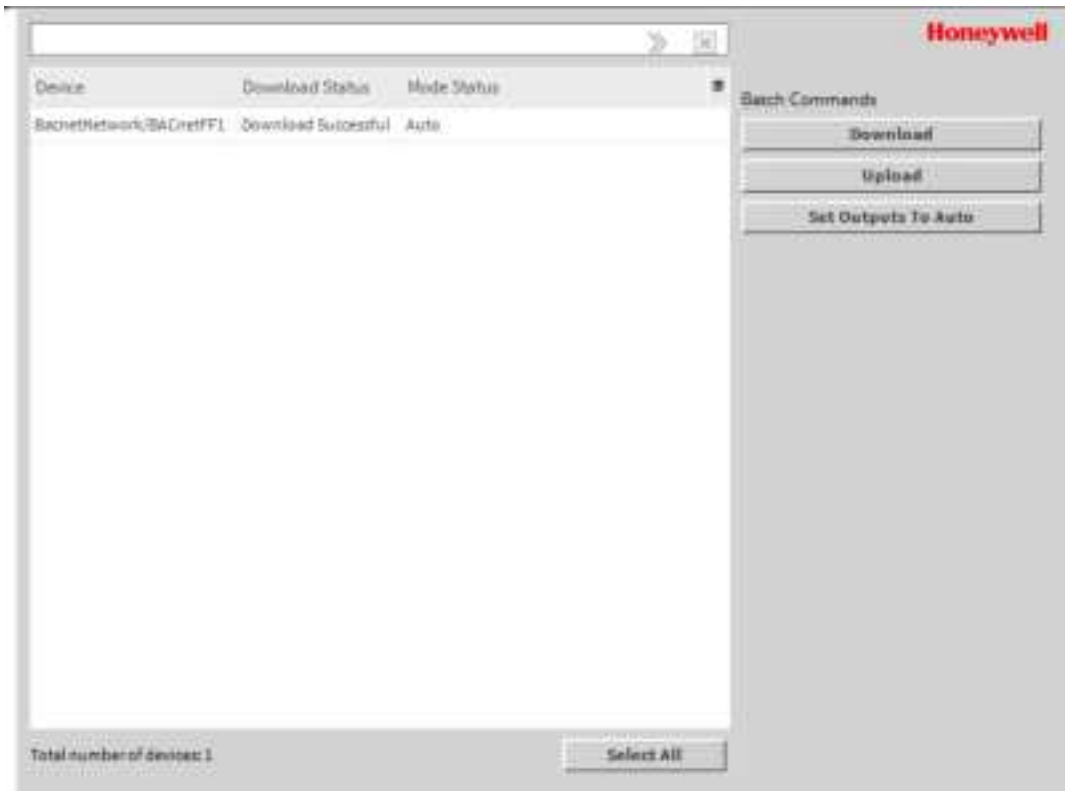 Honeywell
Device Download Status Mode Status
BacnetNetwork/BACnetFF1 Download Successful Auto
Batch Commands
Download
Upload
Set Outputs To Auto
Total number of devices: 1
Select All